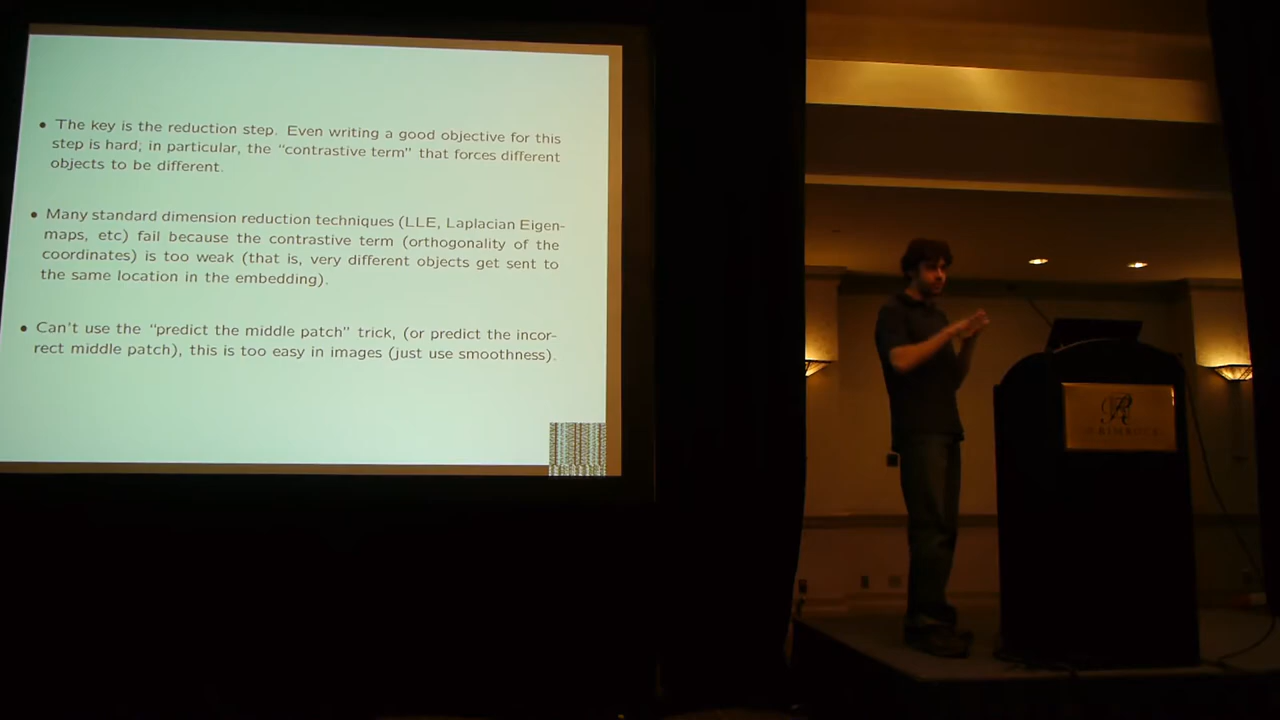 • The key is the reduction step. Even writing a good objective for this
step is hard; in particular, the “contrastive term” that forces different
objects to be different.
• Many standard dimension reduction techniques (LLE, Laplacian Eigen-
maps, etc) fail because the contrastive term (orthogonality of the
coordinates) is too weak (that is, very different objects get sent to
the same location in the embedding).
• Can't use the “predict the middle patch” trick, (or predict the incor-
rect middle patch), this is too easy in images (just use smoothness).